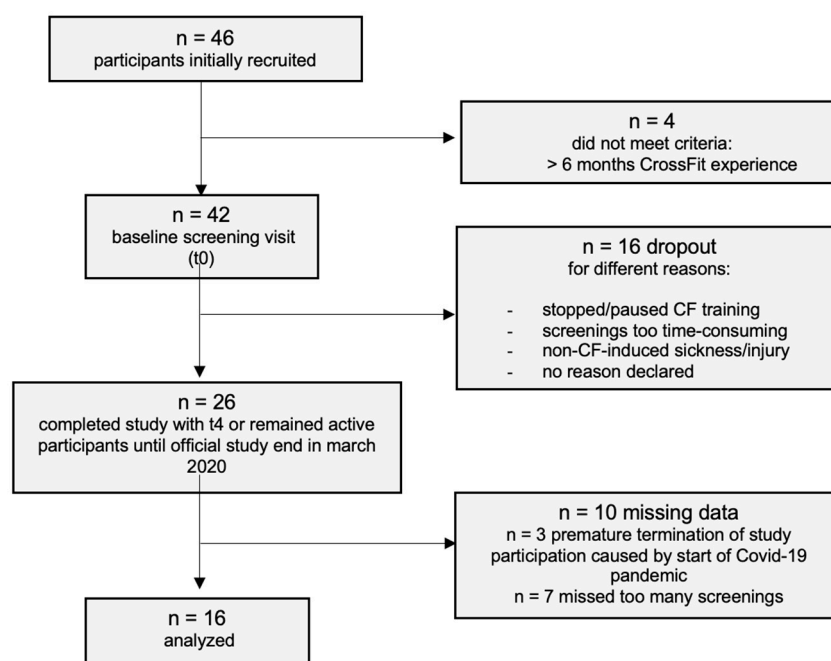 n = 46
participants initially recruited
n = 4
did not meet criteria:
> 6 months CrossFit experience
n = 42
baseline screening visit
(t0)
n = 16 dropout
for different reasons:
- stopped/paused CF training
- screenings too time-consuming
- non-CF-induced sickness/injury
- no reason declared
n = 26
completed study with t4 or remained active
participants until official study end in march
2020
n = 10 missing data
n = 3 premature termination of study
participation caused by start of Covid-19
pandemic
n = 7 missed too many screenings
n = 16
analyzed